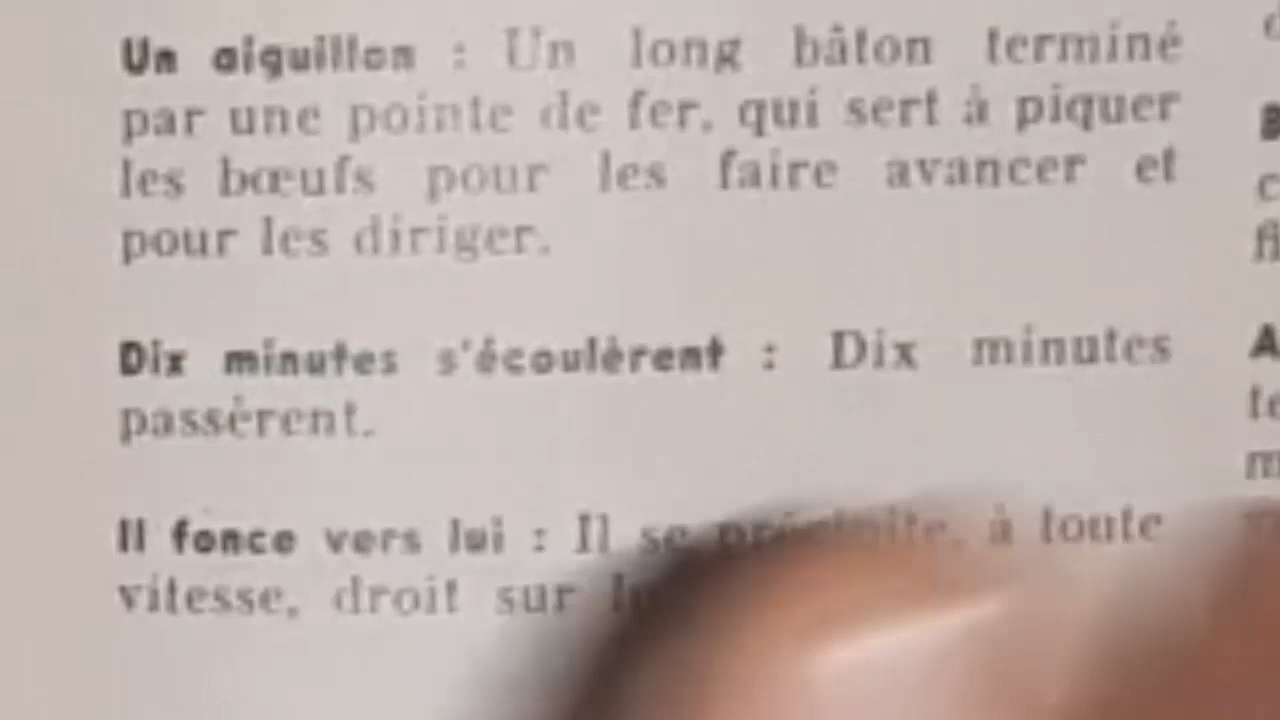 Un aiguillon : Un long bâton terminé
par une pointe de fer, qui sert à piquer
les bœufs pour les faire avancer et
pour les diriger.
Dix minutes s'écoulèrent : Dix minutes
passèrent.
Il fonce vers lui : Il se précipite, à toute
vitesse, droit sur